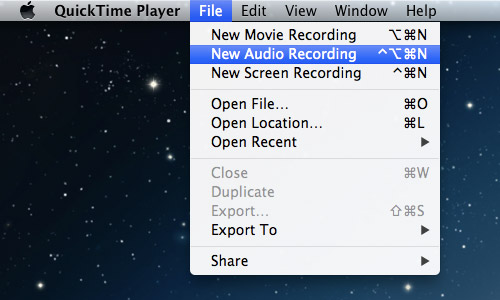 QuickTime Player File Edit View Window Help
New Movie Recording ⌥⌘N
New Audio Recording ^⌥⌘N
New Screen Recording ^⌘N
Open File... ⌘O
Open Location... ⌘L
Open Recent ▶
Close ⌘W
Duplicate
Export... ⇧⌘S
Export To ▶
Share ▶